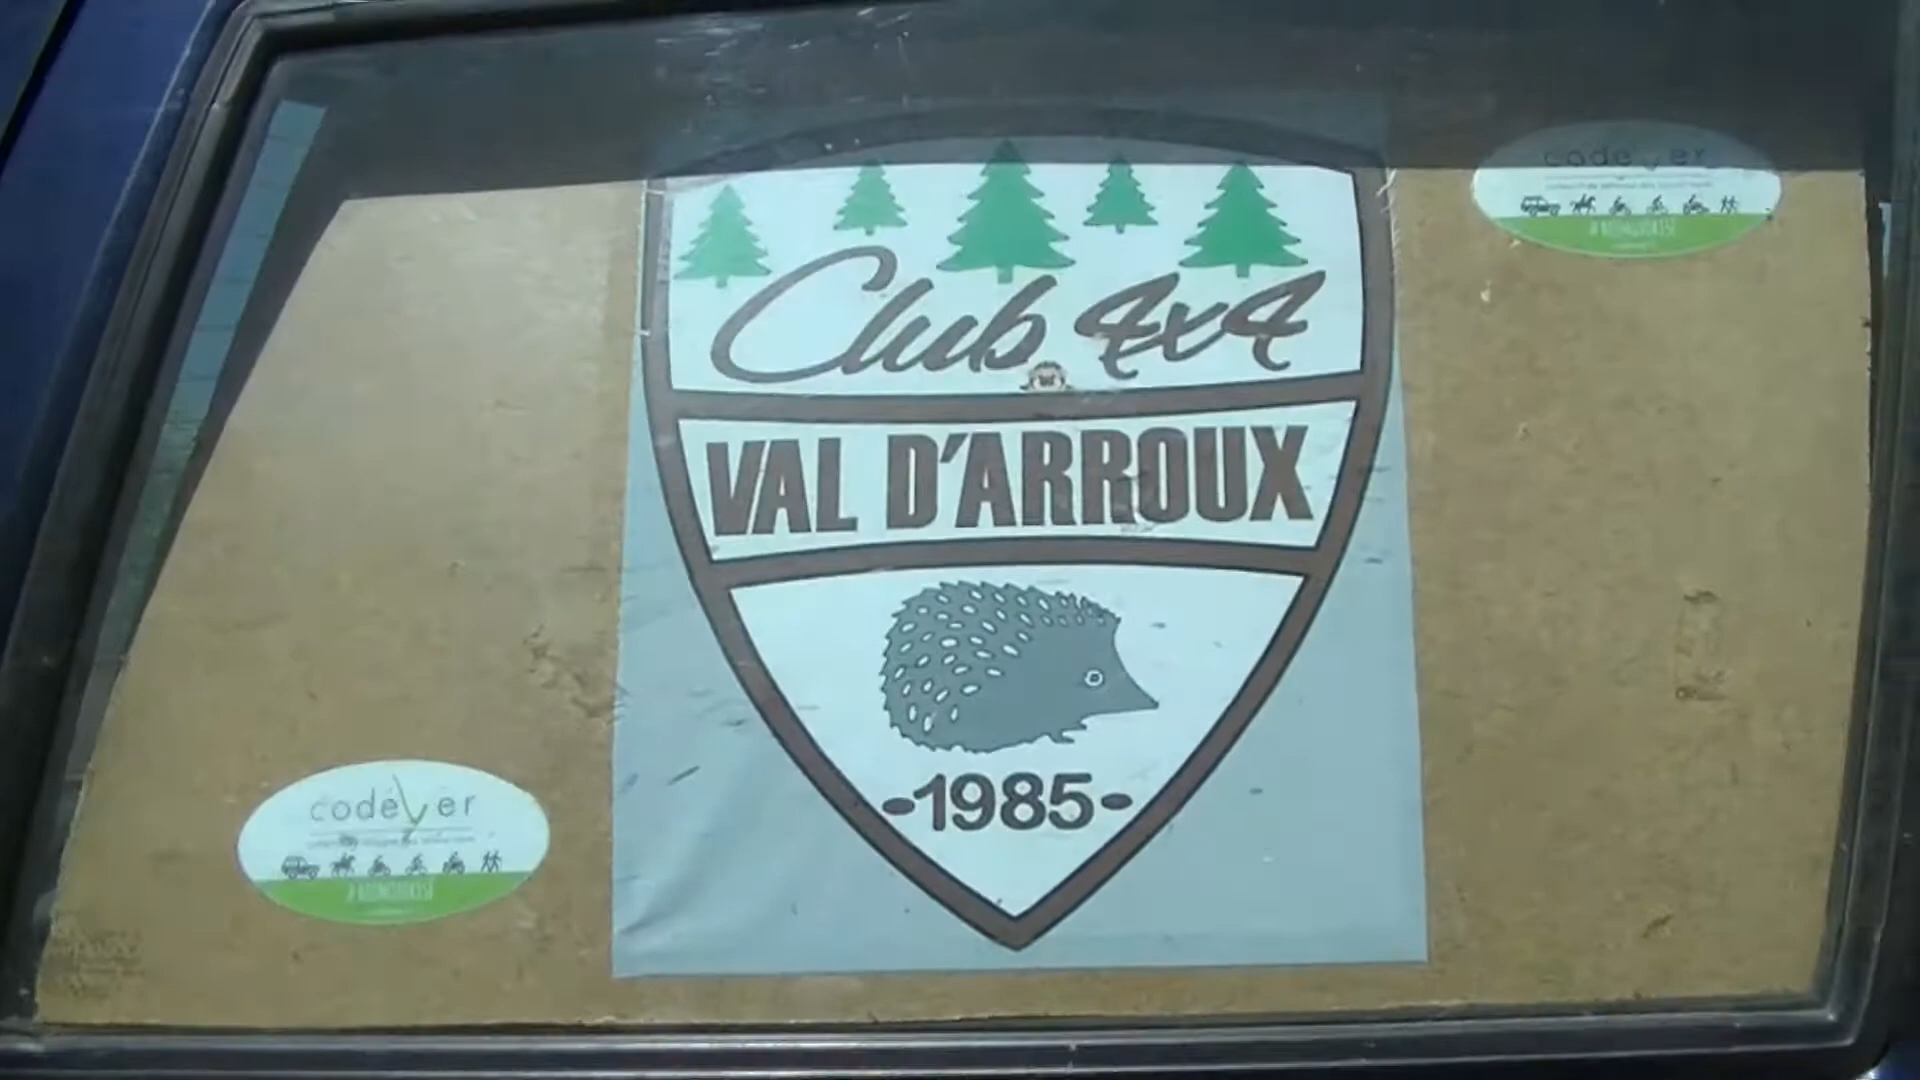 codever
Club 4x4
VAL D'ARROUX
-1985-
codever